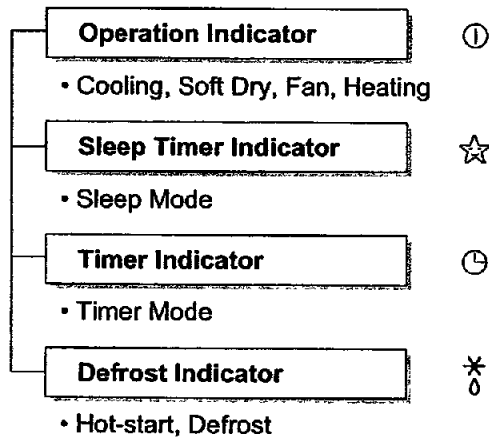 Operation Indicator
• Cooling, Soft Dry, Fan, Heating
Sleep Timer Indicator
• Sleep Mode
Timer Indicator
• Timer Mode
Defrost Indicator
• Hot-start, Defrost